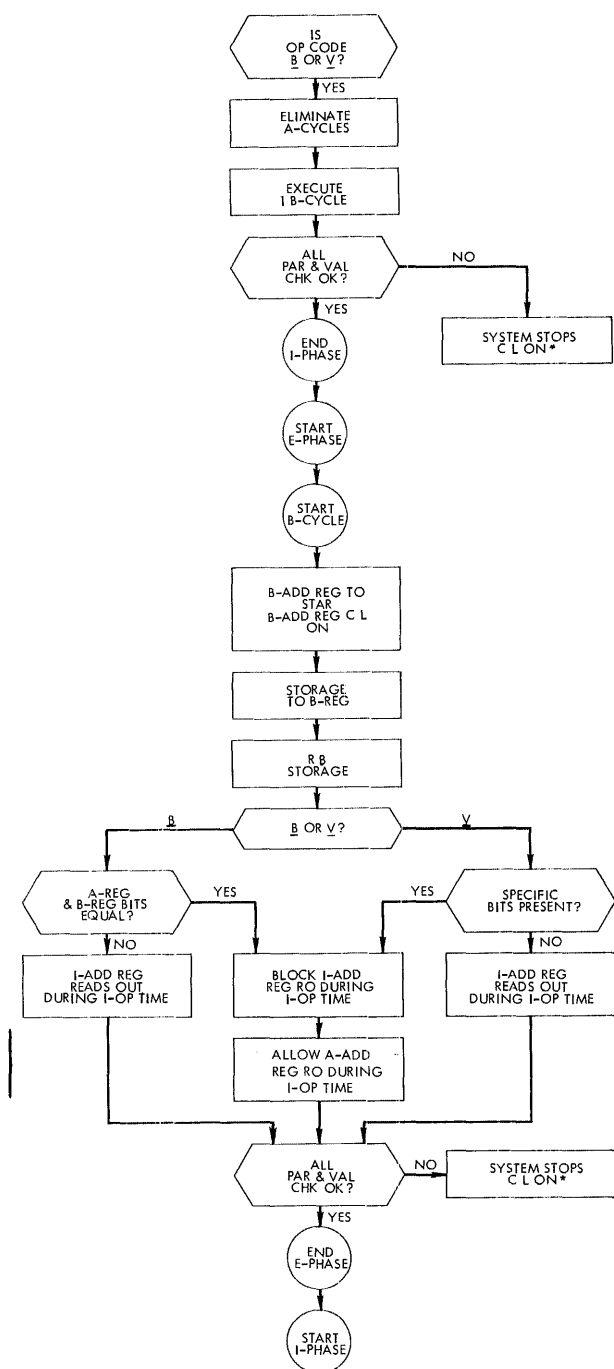 IS
OP CODE
B OR V?
YES
ELIMINATE
A-CYCLES
EXECUTE
1 B-CYCLE
ALL
PAR & VAL
CHK OK?
NO
YES
SYSTEM STOPS
C L ON*
END
I-PHASE
START
E-PHASE
START
B-CYCLE
B-ADD REG TO
STAR
B-ADD REG C L
ON
STORAGE
TO B-REG
R B
STORAGE
B
B OR V?
V
A-REG
& B-REG BITS
EQUAL?
YES
YES
SPECIFIC
BITS PRESENT?
NO
NO
I-ADD REG
READS OUT
DURING I-OP TIME
BLOCK I-ADD
REG RO DURING
I-OP TIME
I-ADD REG
READS OUT
DURING I-OP TIME
ALLOW A-ADD
REG RO DURING
I-OP TIME
ALL
PAR & VAL
CHK OK?
NO
SYSTEM STOPS
C L ON*
YES
END
E-PHASE
START
I-PHASE